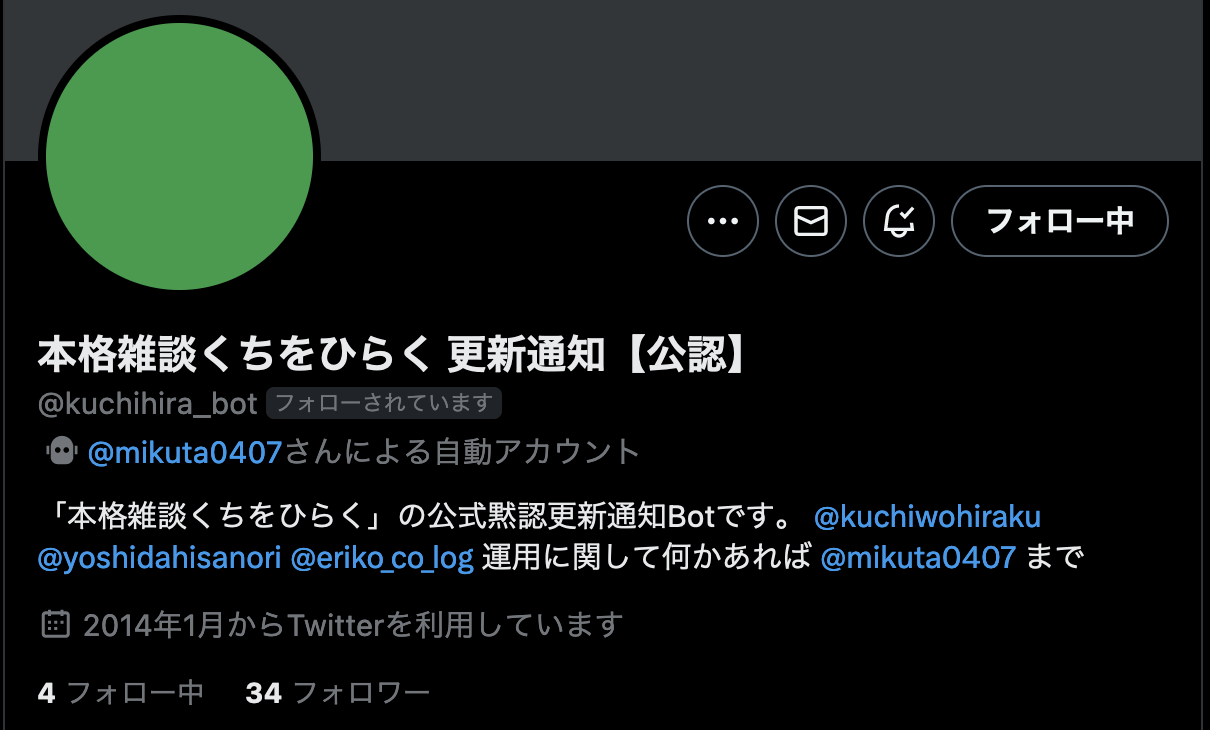 フォロー中
本格雑談くちをひらく 更新通知【公認】
@kuchihira_bot フォローされています
@mikuta0407さんによる自動アカウント
「本格雑談くちをひらく」の公式黙認更新通知Botです。 @kuchiwohiraku
@yoshidahisanori @eriko_co_log 運用に関して何かあれば @mikuta0407 まで
2014年1月からTwitterを利用しています
4 フォロー中 34 フォロワー